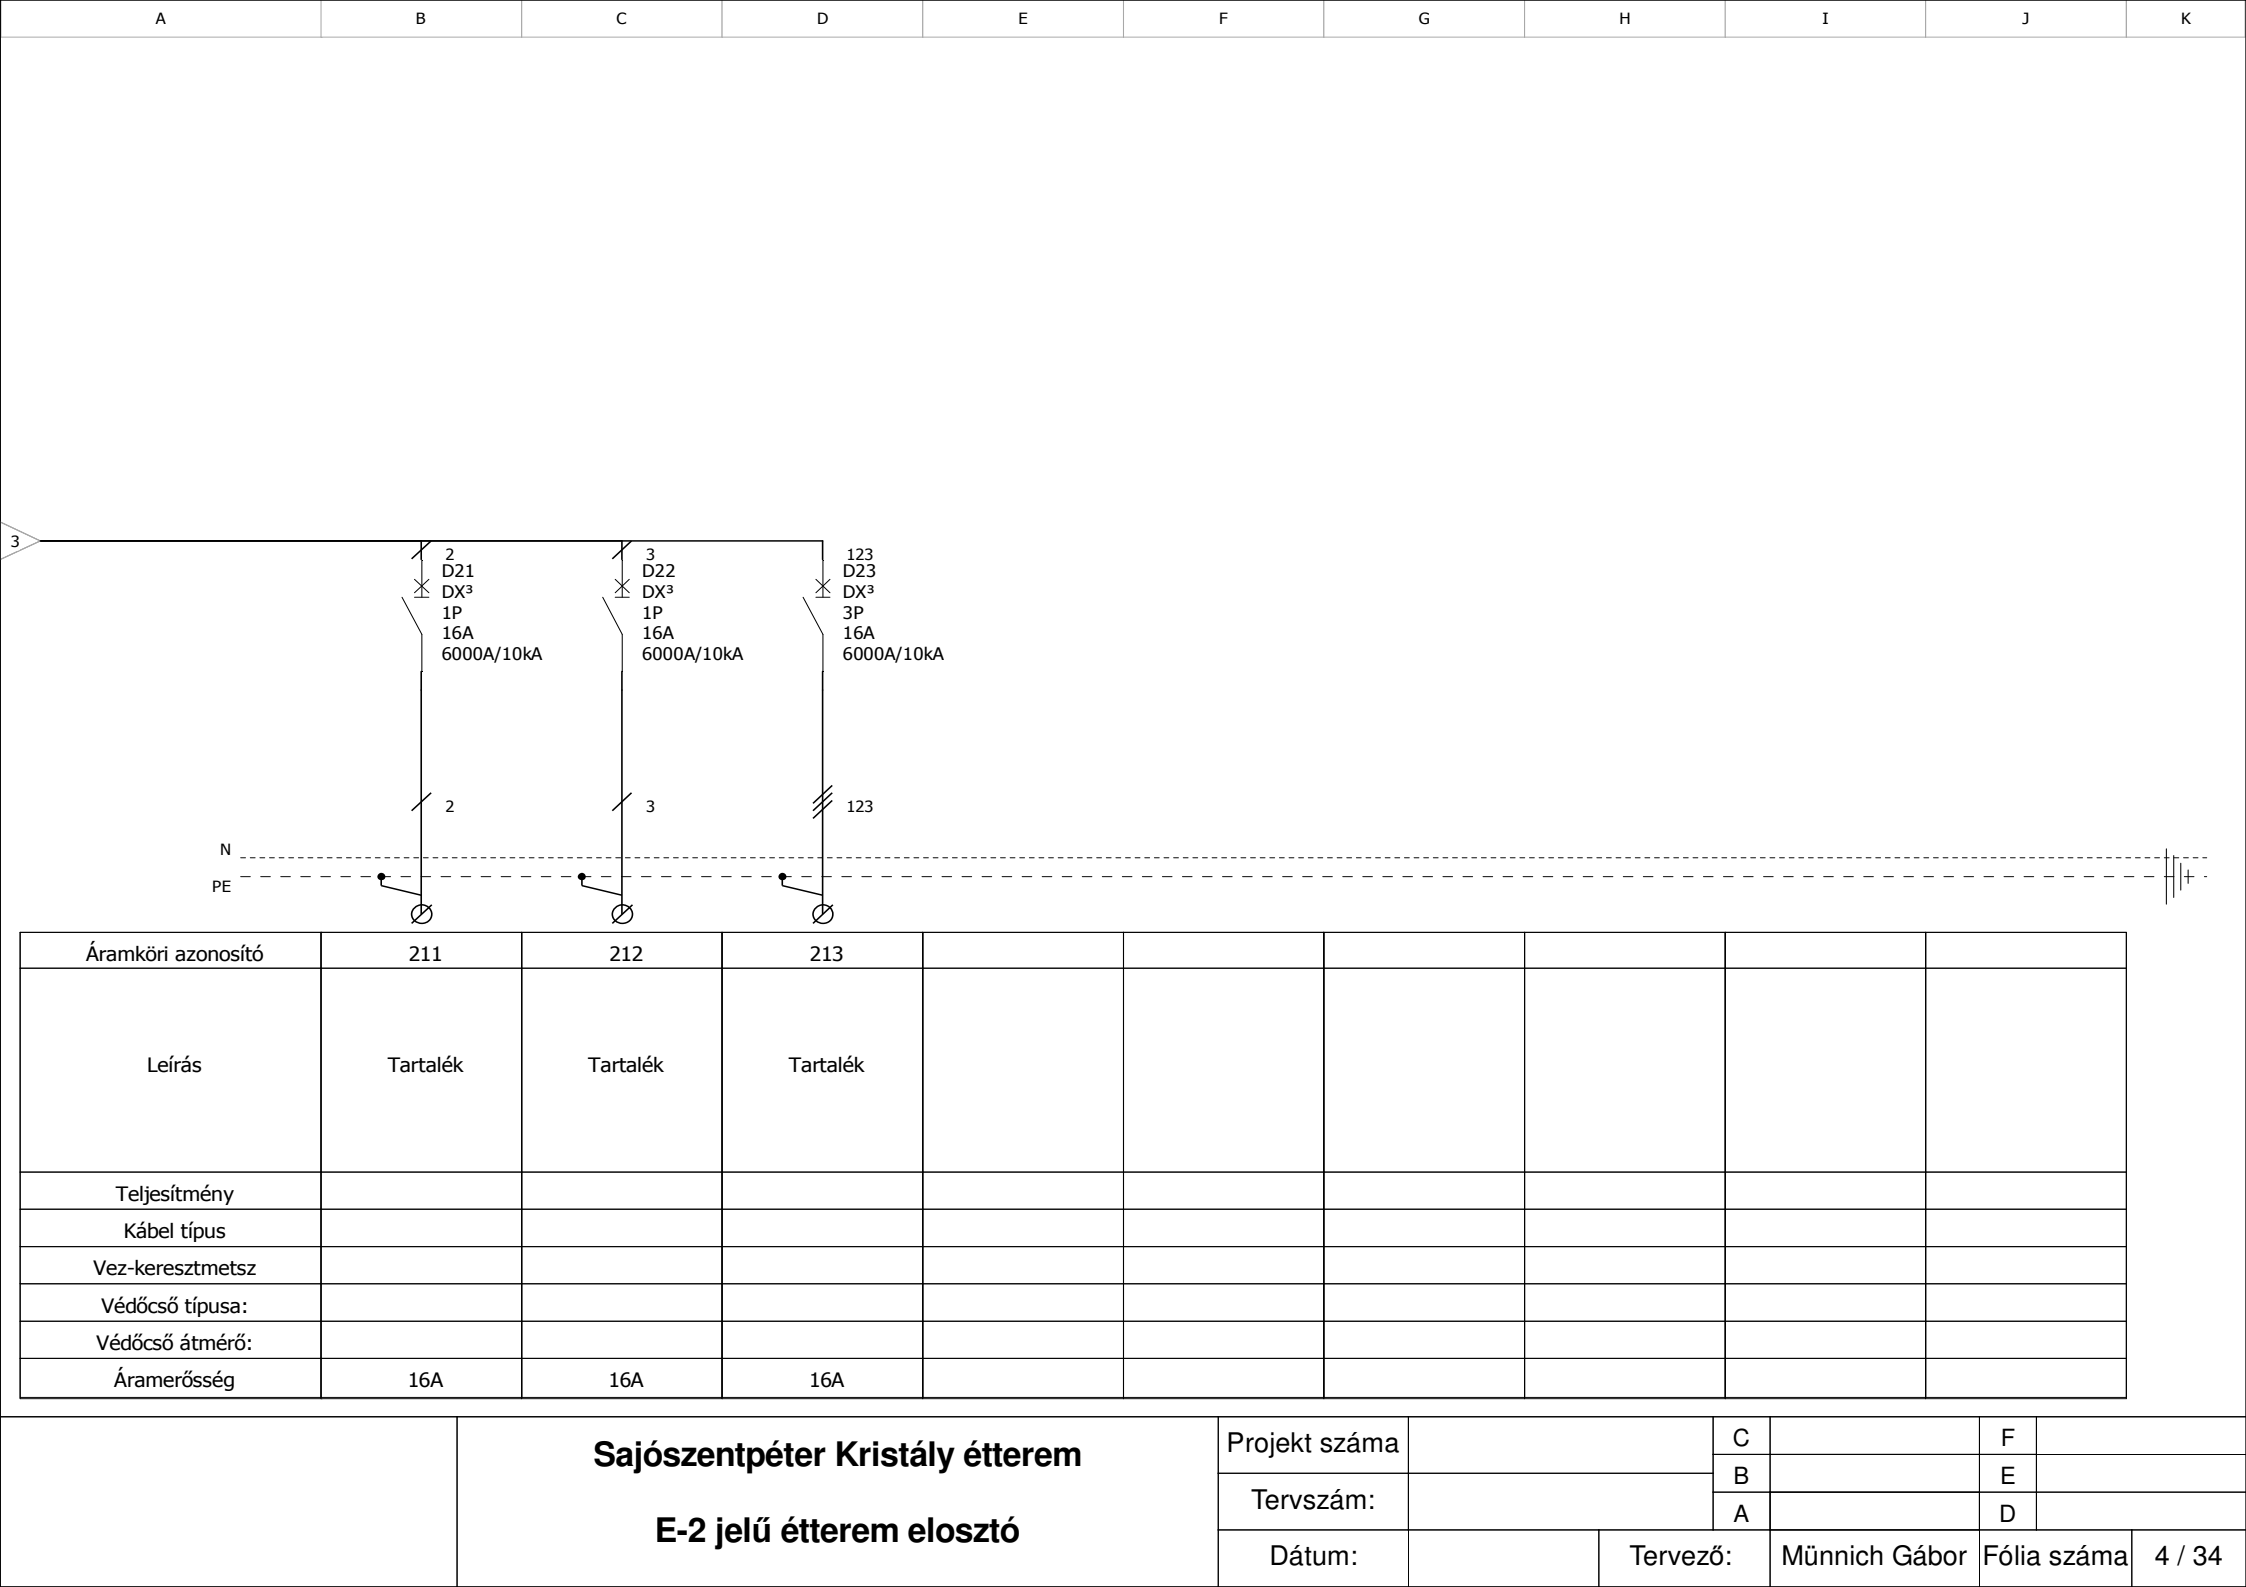 A B C D E F G H I J K
3
2 3 123
D21 D22 D23
DX³ DX³ DX³
1P 1P 3P
16A 16A 16A
6000A/10kA 6000A/10kA 6000A/10kA
2 3 123
N
PE
Áramköri azonosító 211 212 213
Leírás Tartalék Tartalék Tartalék
Teljesítmény
Kábel típus
Vez-keresztmetsz
Védőcső típusa:
Védőcső átmérő:
Áramerősség 16A 16A 16A
Sajószentpéter Kristály étterem
E-2 jelű étterem elosztó
Projekt száma
Tervszám:
Dátum:
C F
B E
A D
Tervező: Münnich Gábor Fólia száma 4 / 34